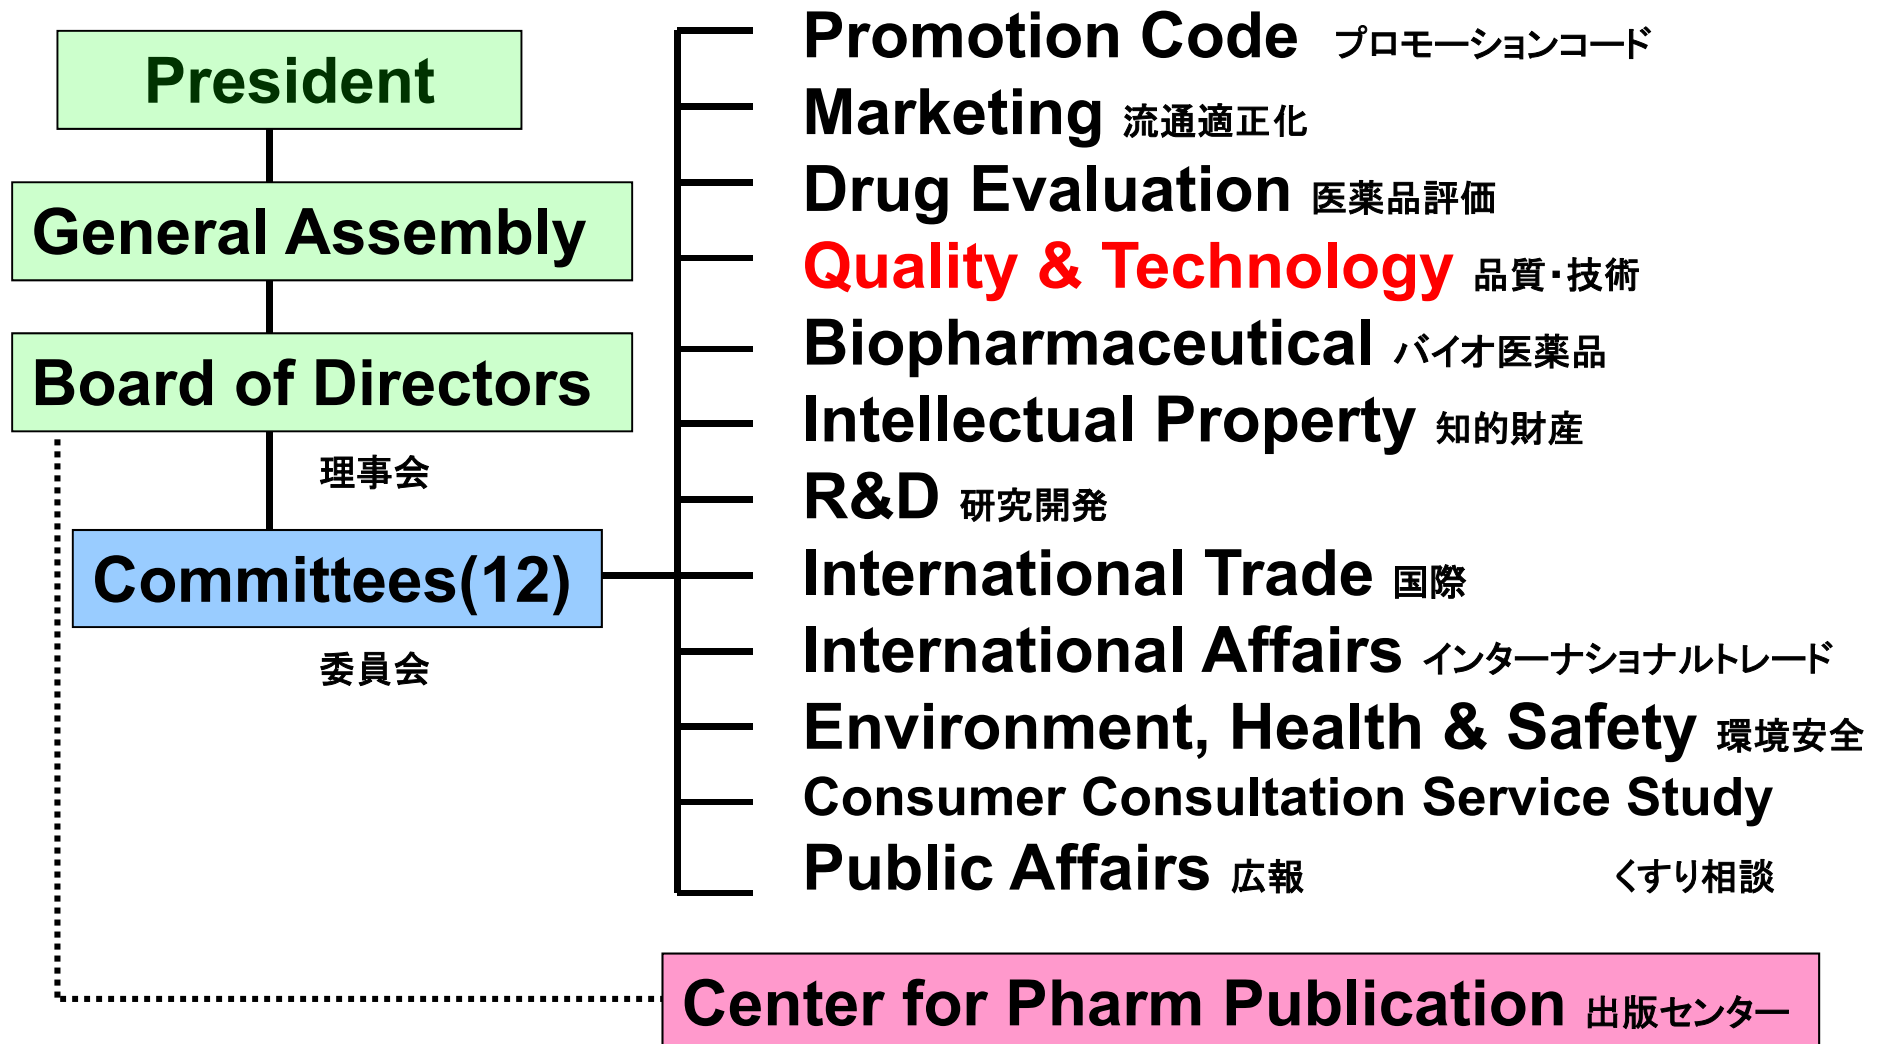 President
General Assembly
Board of Directors
理事会
Committees(12)
委員会
Promotion Code プロモーションコード
Marketing 流通適正化
Drug Evaluation 医薬品評価
Quality & Technology 品質・技術
Biopharmaceutical バイオ医薬品
Intellectual Property 知的財産
R&D 研究開発
International Trade 国際
International Affairs インターナショナルトレード
Environment, Health & Safety 環境安全
Consumer Consultation Service Study
Public Affairs 広報 くすり相談
Center for Pharm Publication 出版センター